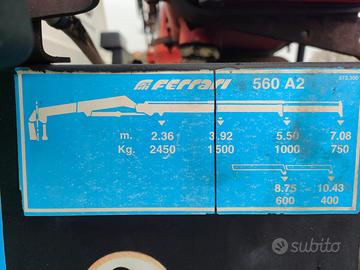 FERRARI 560 A2
m. 2.36 3.92 5.50 7.08
Kg. 2450 1500 1000 750
8.75 10.43
600 400
subito